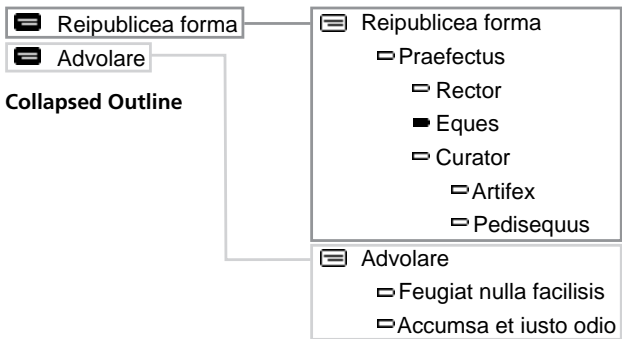 Reipublicea forma
Advolare
Collapsed Outline
Reipublicea forma
Praefectus
Rector
Eques
Curator
Artifex
Pedisequus
Advolare
Feugiat nulla facilisis
Accumsa et iusto odio